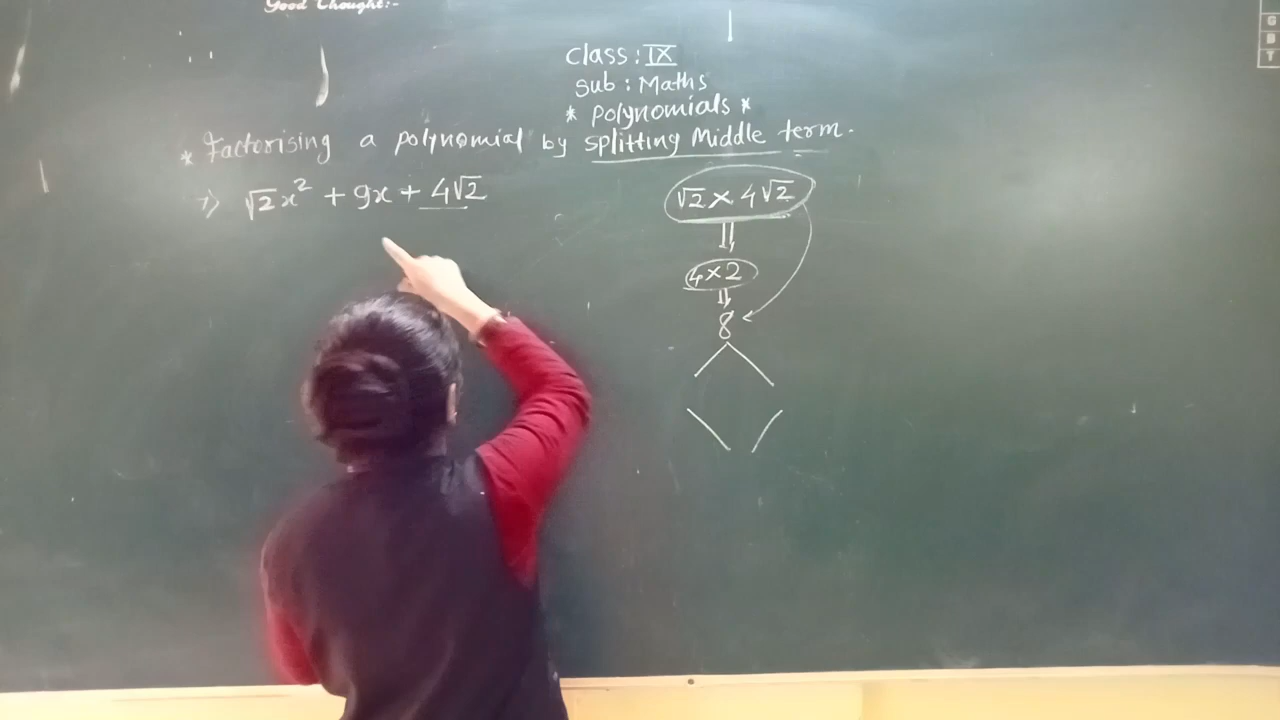 Good Thought:-
Class: IX
Sub: Maths
* Polynomials *
* Factorising a polynomial by splitting Middle term.
√2x² + 9x + 4√2
√2 × 4√2
4×2
8
G
B
T